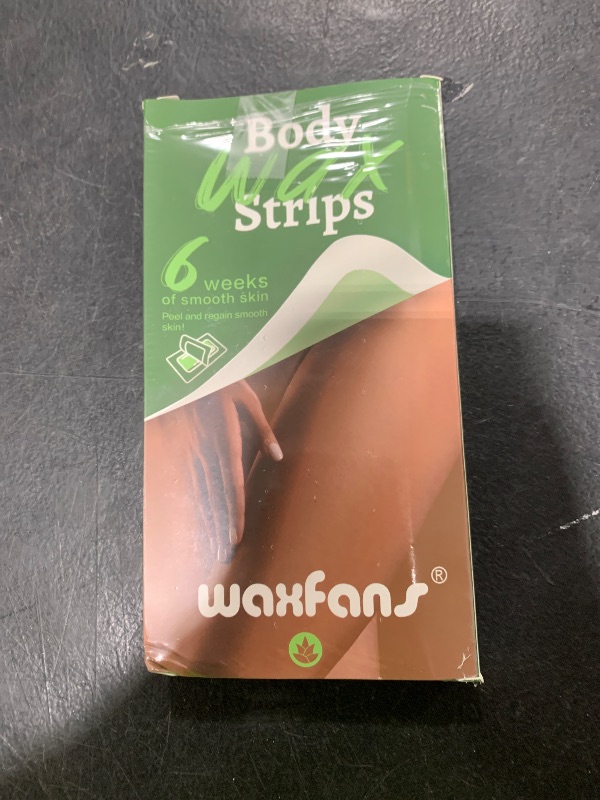 Body
wax
Strips
6 weeks
of smooth skin
Peel and regain smooth
skin!
waxfans®